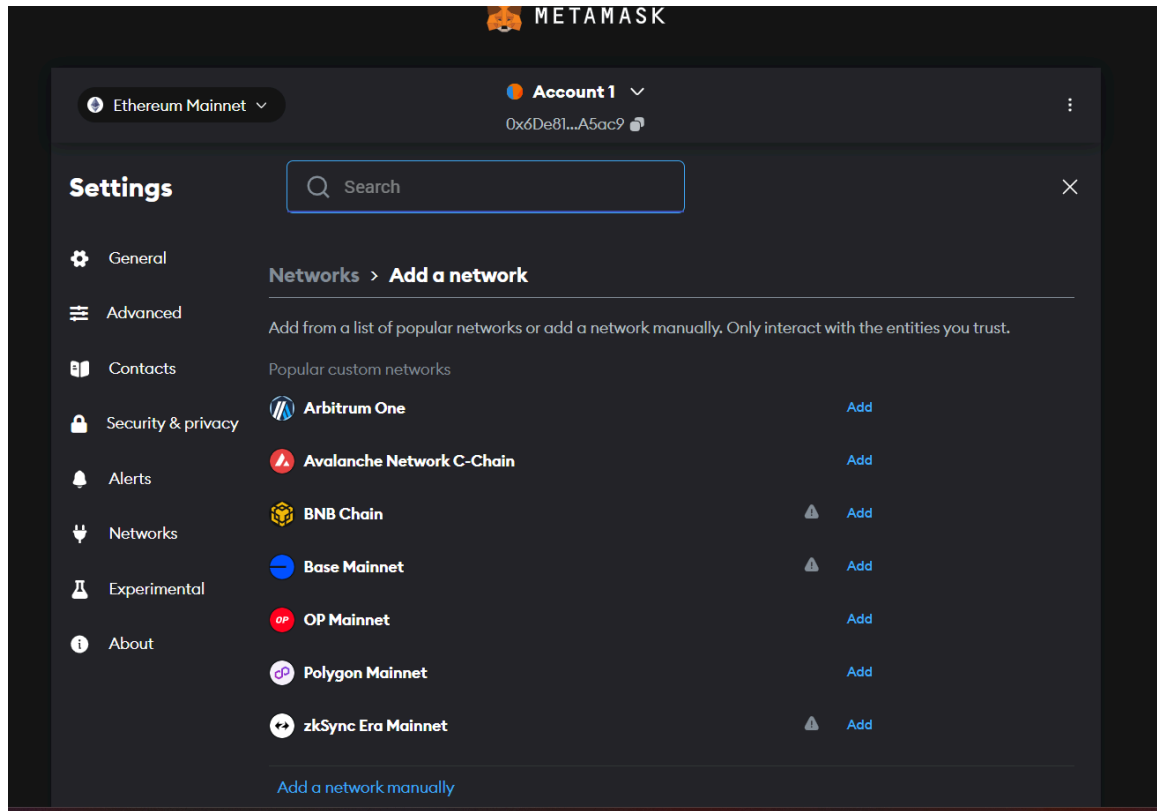 METAMASK
Ethereum Mainnet
Account 1
0x6De81...A5ac9
Settings
Search
General
Advanced
Contacts
Security & privacy
Alerts
Networks
Experimental
About
Networks > Add a network
Add from a list of popular networks or add a network manually. Only interact with the entities you trust.
Popular custom networks
Arbitrum One Add
Avalanche Network C-Chain Add
BNB Chain Add
Base Mainnet Add
OP OP Mainnet Add
Polygon Mainnet Add
zkSync Era Mainnet Add
Add a network manually